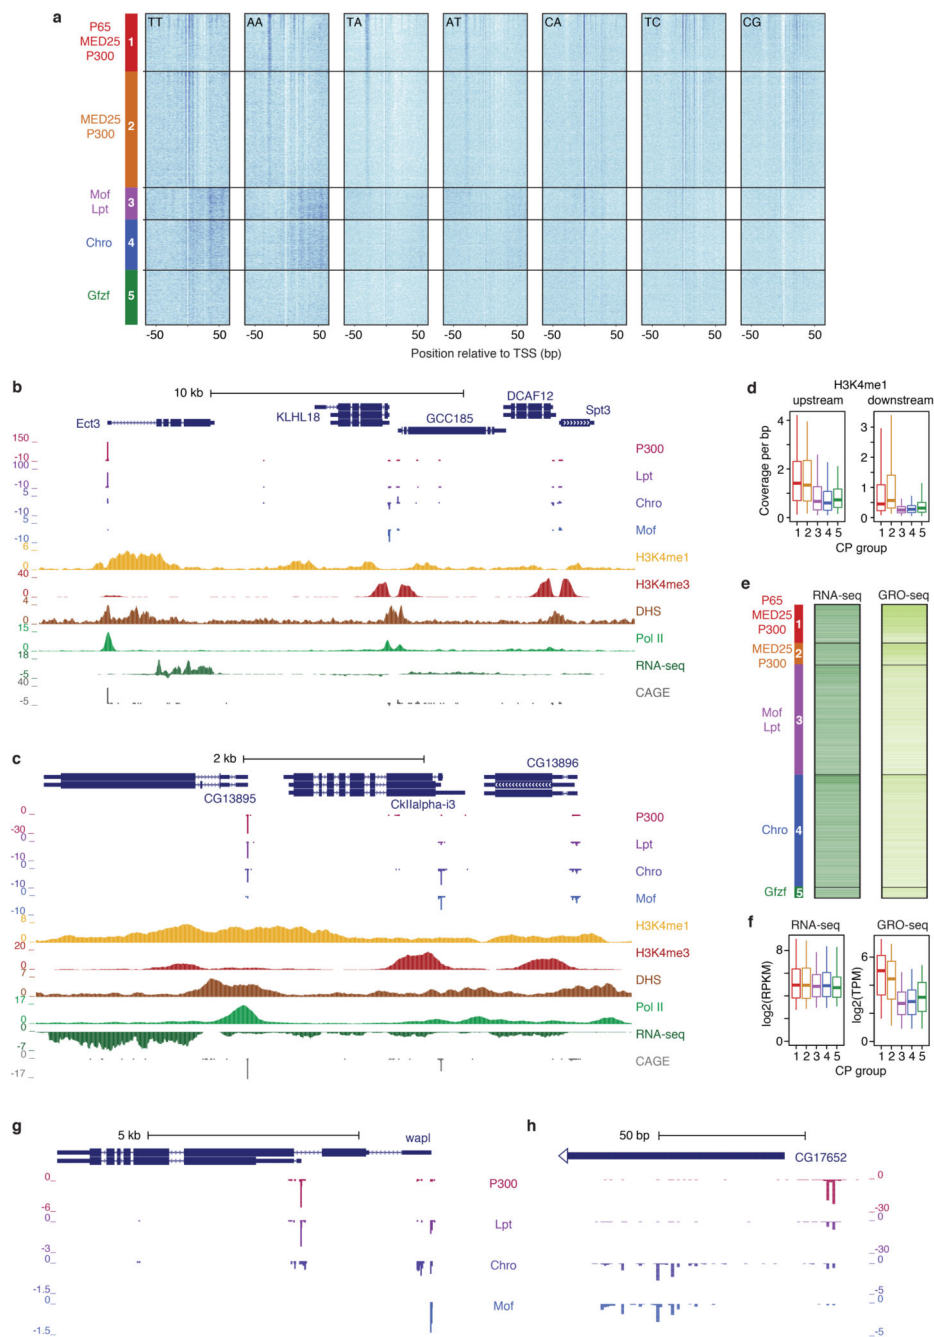 a
TT AA TA AT CA TC CG
P65
MED25
P300
1
MED25
P300
2
Mof
Lpt
3
Chro
4
Gfzf
5
-50 50 -50 50 -50 50 -50 50 -50 50 -50 50 -50 50
Position relative to TSS (bp)
b
10 kb
Ect3
KLHL18
GCC185
DCAF12
Spt3
150
-10
P300
100
-10
Lpt
5
-10
Chro
5
-10
Mof
6
0
H3K4me1
40
0
H3K4me3
4
0
DHS
15
0
Pol II
18
-5
RNA-seq
40
-5
CAGE
c
2 kb
CG13895
CkIIalpha-i3
CG13896
0
-30
P300
0
-10
Lpt
0
-10
Chro
0
-10
Mof
8
0
H3K4me1
20
0
H3K4me3
7
0
DHS
17
0
Pol II
0
-7
RNA-seq
0
-17
CAGE
d
H3K4me1
upstream downstream
Coverage per bp
4
2
0
3
2
1
0
1 2 3 4 5 1 2 3 4 5
CP group
e
RNA-seq GRO-seq
P65
MED25
P300
1
MED25
P300
2
Mof
Lpt
3
Chro
4
Gfzf
5
f
RNA-seq GRO-seq
log2(RPKM)
8
4
0
log2(TPM)
6
4
2
0
1 2 3 4 5 1 2 3 4 5
CP group
g
5 kb
wapl
0
-6
P300
0
-3
Lpt
0
-1.5
Chro
0
-1.5
Mof
h
50 bp
CG17652
0
-30
0
-30
0
-5
0
-5